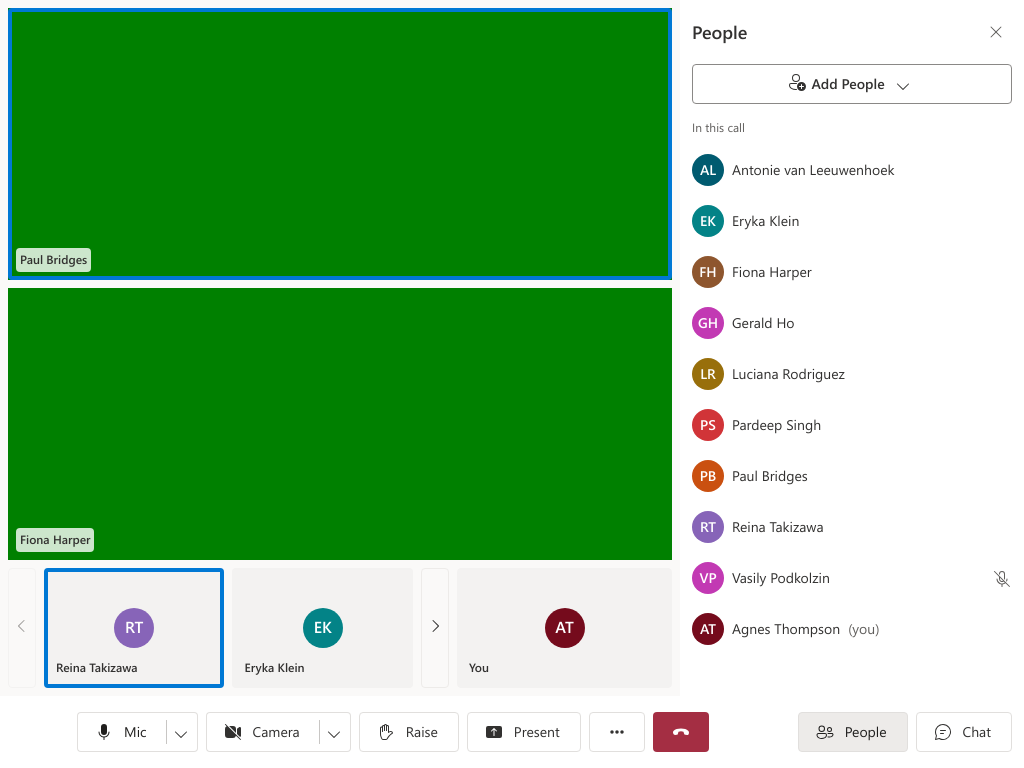 Paul Bridges
Fiona Harper
RT
Reina Takizawa
EK
Eryka Klein
AT
You
People
Add People
In this call
AL Antonie van Leeuwenhoek
EK Eryka Klein
FH Fiona Harper
GH Gerald Ho
LR Luciana Rodriguez
PS Pardeep Singh
PB Paul Bridges
RT Reina Takizawa
VP Vasily Podkolzin
AT Agnes Thompson (you)
Mic Camera Raise Present People Chat